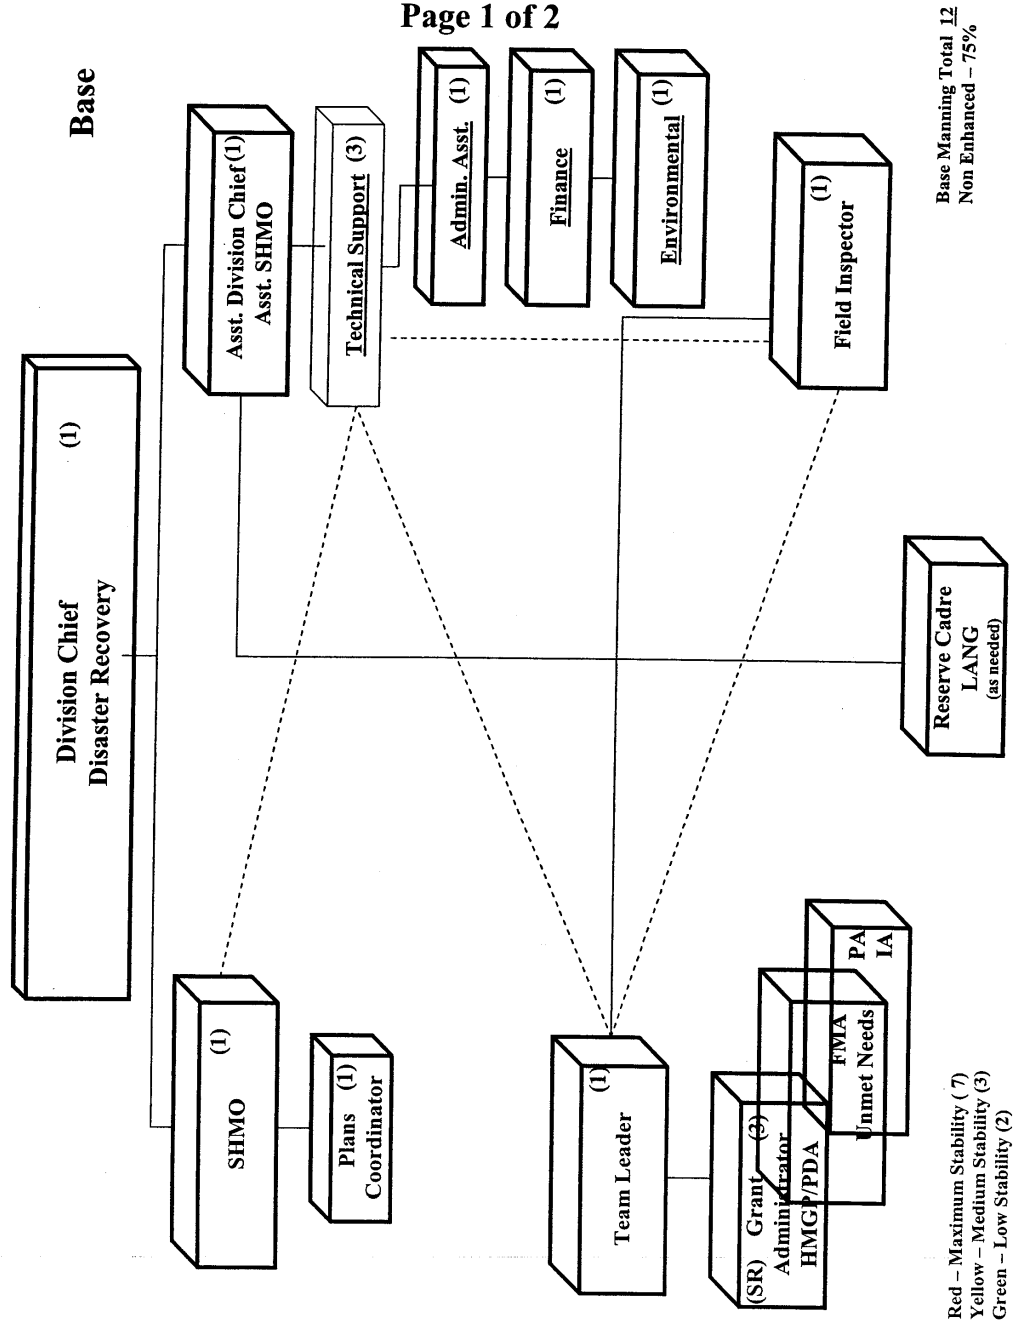 Page 1 of 2
Base
Division Chief (1)
Disaster Recovery
SHMO (1)
Asst. Division Chief (1)
Asst. SHMO
Plans (1)
Coordinator
Technical Support (3)
Admin. Asst. (1)
Finance (1)
Environmental (1)
Team Leader (1)
Field Inspector (1)
(SR) Grant (3)
Administrator
HMGP/PDA
FMA
Unmet Needs
PA
IA
Reserve Cadre
LANG
(as needed)
Red – Maximum Stability ( 7)
Yellow – Medium Stability (3)
Green – Low Stability (2)
Base Manning Total 12
Non Enhanced – 75%